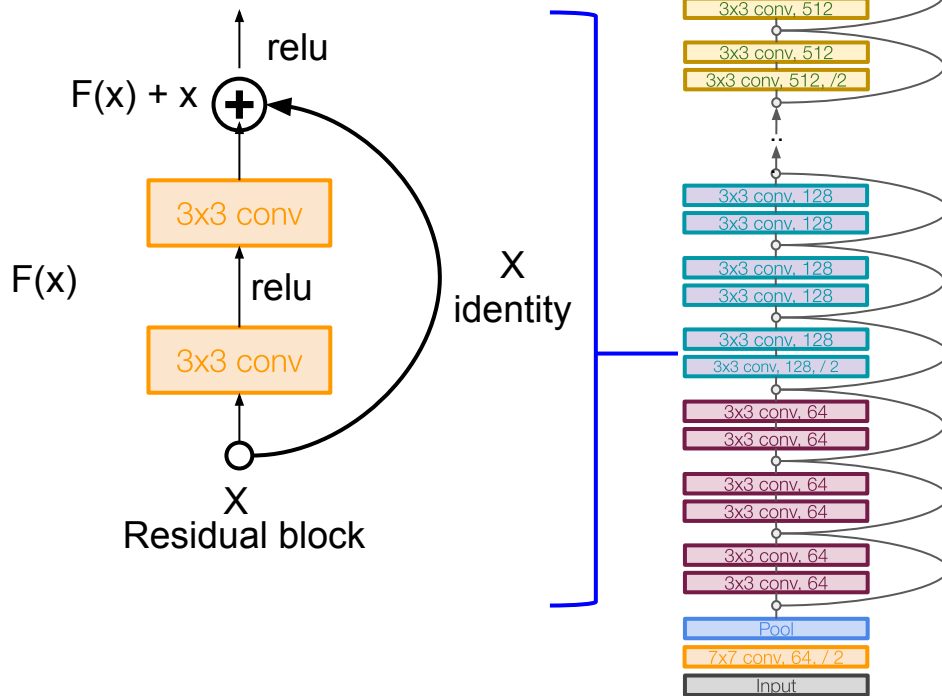 relu
F(x) + x
3x3 conv
F(x)
relu
X
identity
3x3 conv
X
Residual block
3x3 conv, 512
3x3 conv, 512
3x3 conv, 512, /2
..
3x3 conv, 128
3x3 conv, 128
3x3 conv, 128
3x3 conv, 128
3x3 conv, 128
3x3 conv, 128, / 2
3x3 conv, 64
3x3 conv, 64
3x3 conv, 64
3x3 conv, 64
3x3 conv, 64
3x3 conv, 64
Pool
7x7 conv, 64, / 2
Input